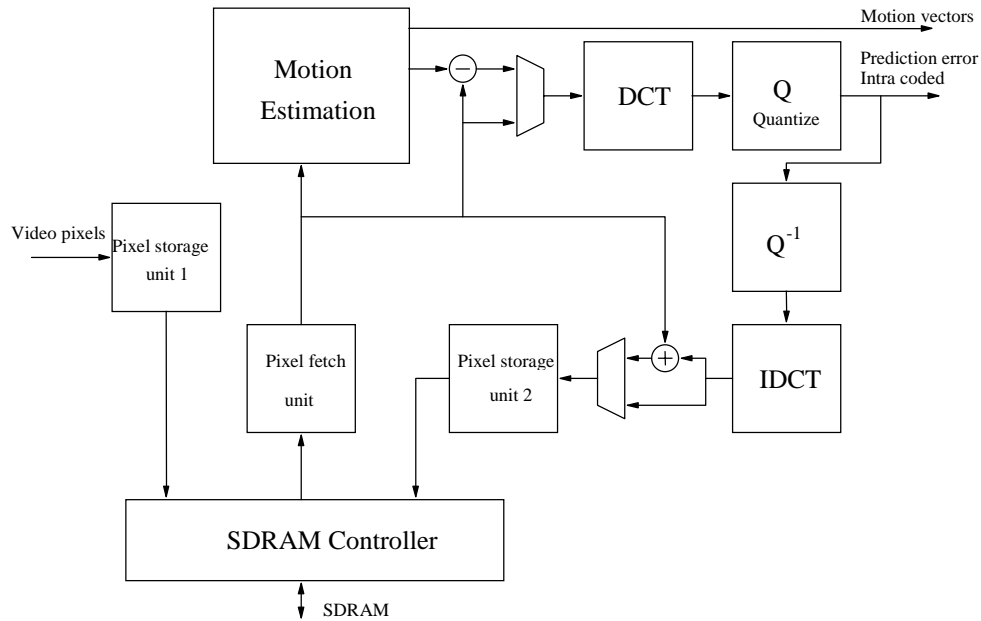 Motion vectors
Prediction error
Intra coded
Motion
Estimation
−
DCT
Q
Quantize
Video pixels
Pixel storage
unit 1
Q-1
Pixel fetch
unit
Pixel storage
unit 2
+
IDCT
SDRAM Controller
SDRAM